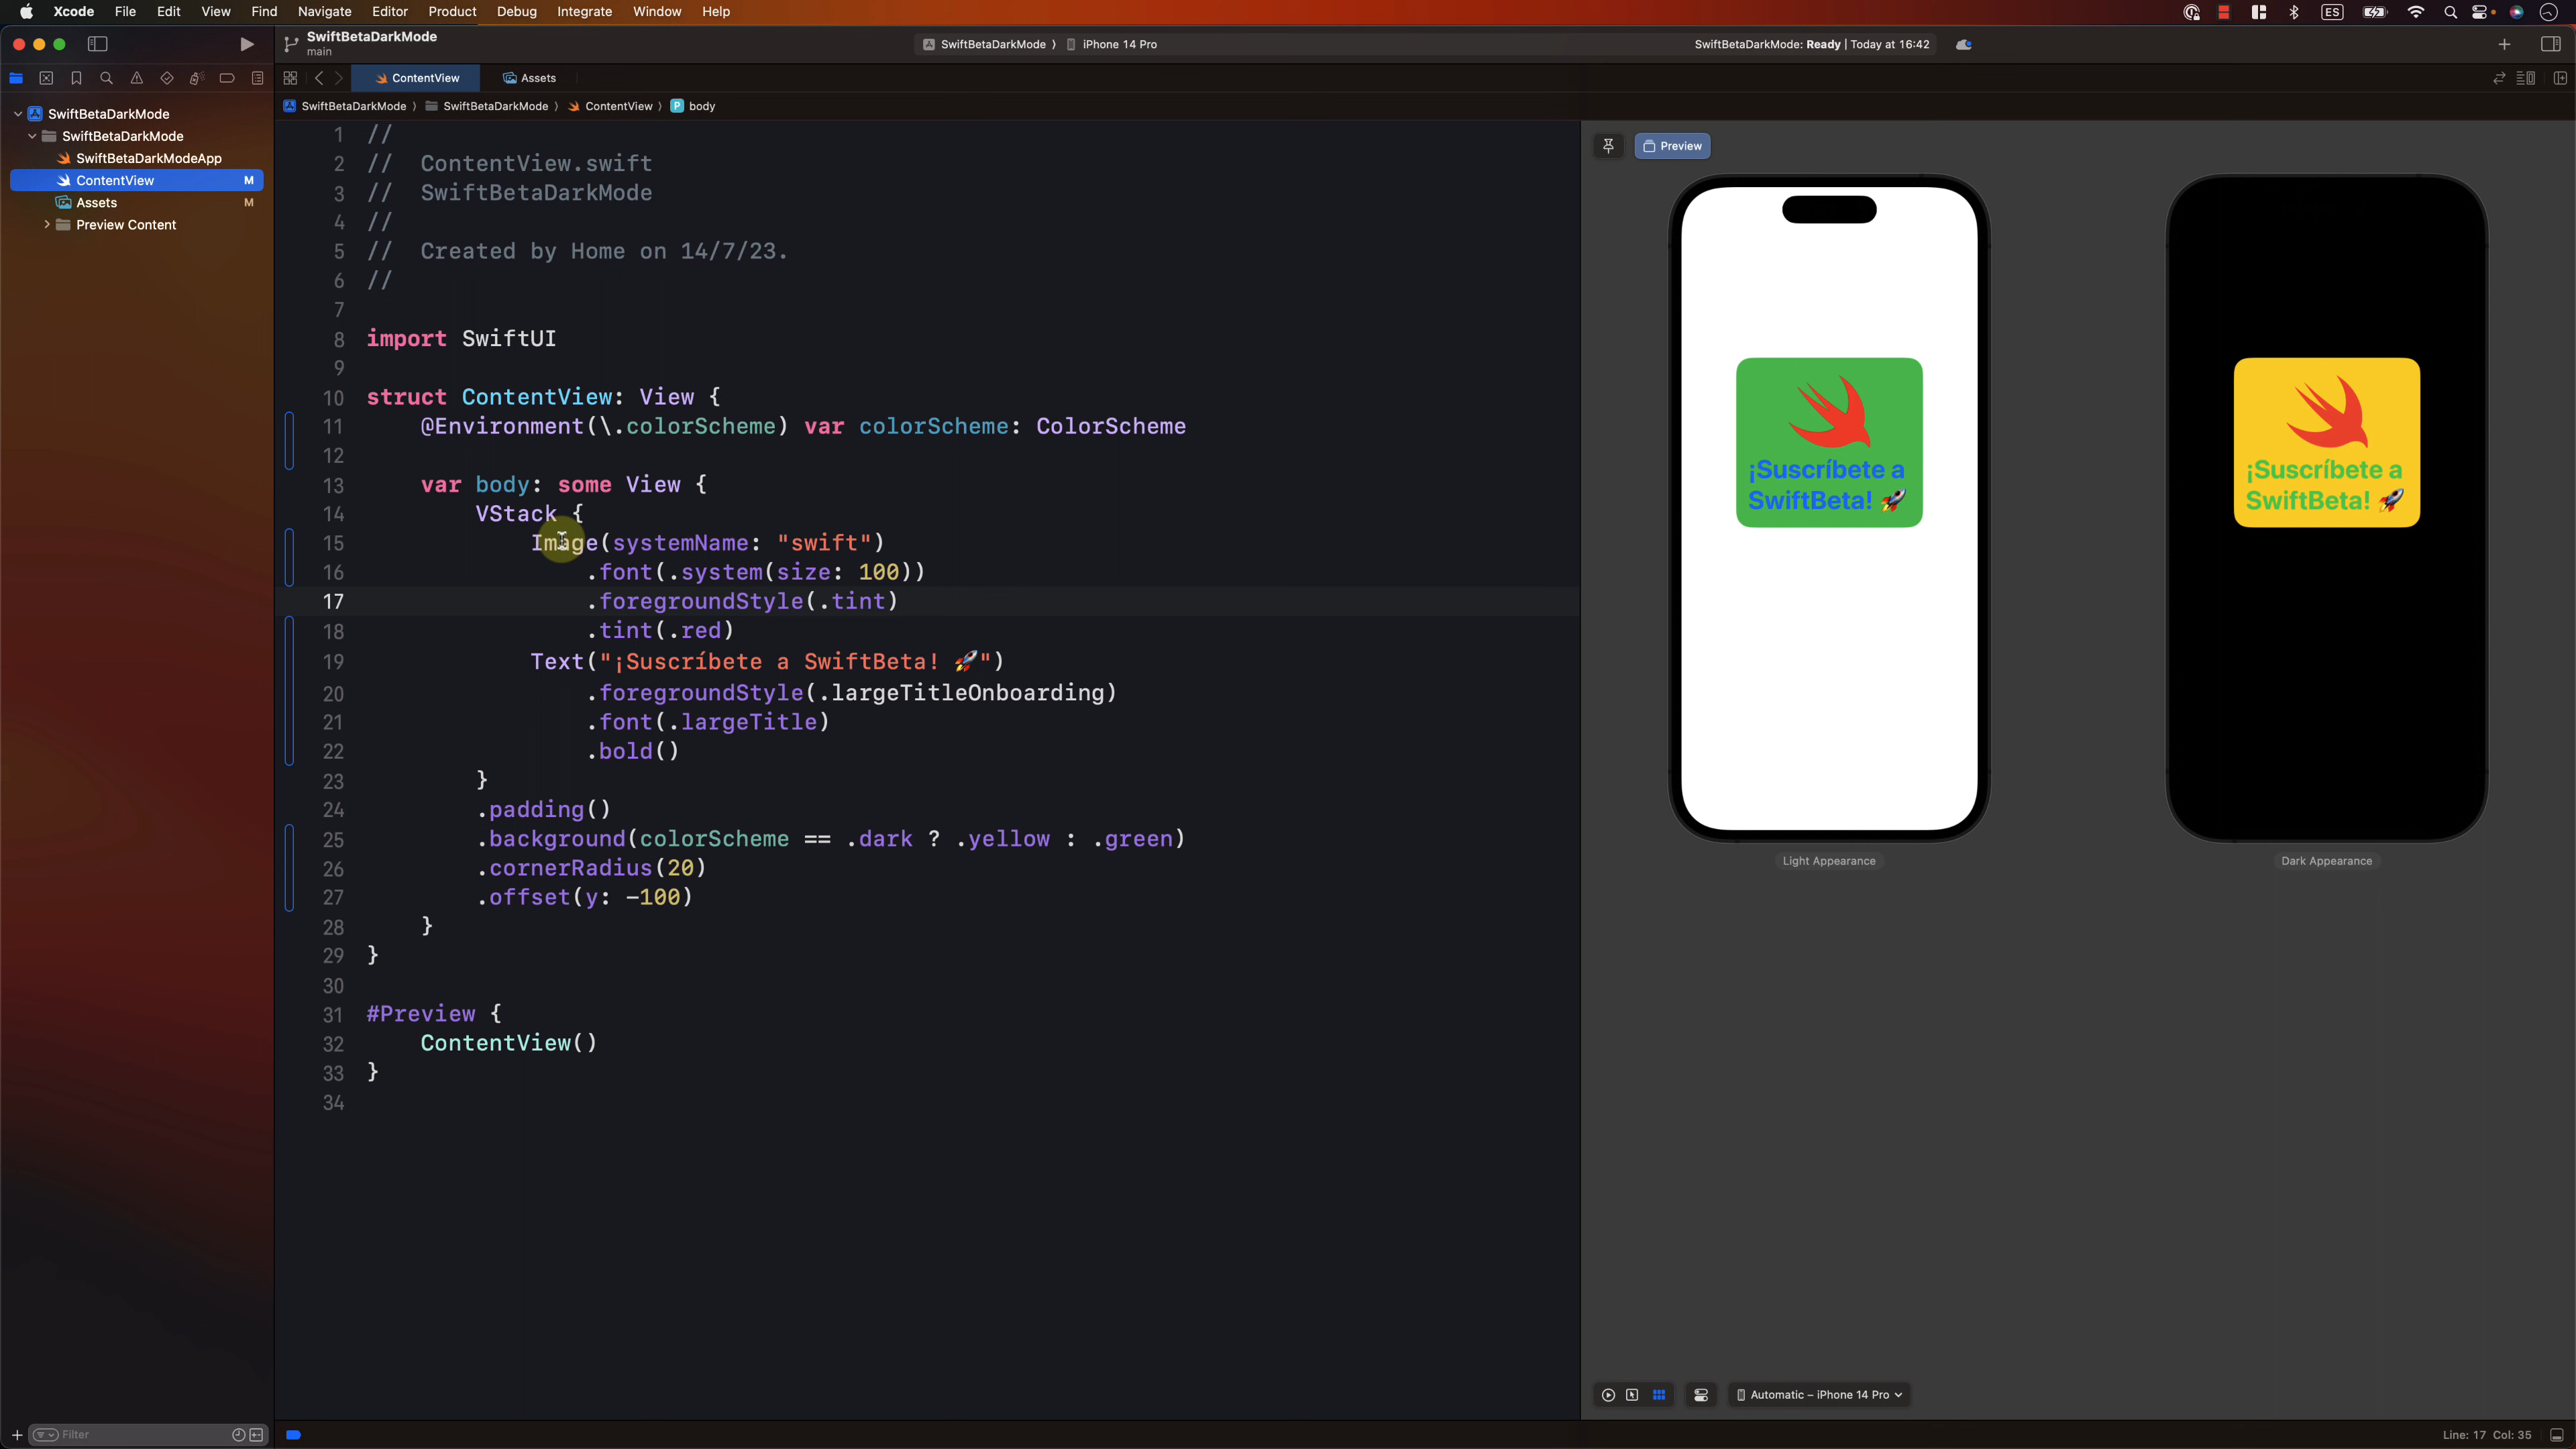 Xcode File Edit View Find Navigate Editor Product Debug Integrate Window Help
ES
SwiftBetaDarkMode
main
SwiftBetaDarkMode 〉 iPhone 14 Pro
SwiftBetaDarkMode: Ready | Today at 16:42
ContentView
Assets
SwiftBetaDarkMode 〉 SwiftBetaDarkMode 〉 ContentView 〉 P body
SwiftBetaDarkMode
SwiftBetaDarkMode
SwiftBetaDarkModeApp
ContentView M
Assets M
Preview Content
1 //
2 //  ContentView.swift
3 //  SwiftBetaDarkMode
4 //
5 //  Created by Home on 14/7/23.
6 //
7
8 import SwiftUI
9
10 struct ContentView: View {
11     @Environment(\.colorScheme) var colorScheme: ColorScheme
12
13     var body: some View {
14         VStack {
15             Image(systemName: "swift")
16                 .font(.system(size: 100))
17                 .foregroundStyle(.tint)
18                 .tint(.red)
19             Text("¡Suscríbete a SwiftBeta! 🚀")
20                 .foregroundStyle(.largeTitleOnboarding)
21                 .font(.largeTitle)
22                 .bold()
23         }
24         .padding()
25         .background(colorScheme == .dark ? .yellow : .green)
26         .cornerRadius(20)
27         .offset(y: -100)
28     }
29 }
30
31 #Preview {
32     ContentView()
33 }
34
Preview
¡Suscríbete a
SwiftBeta! 🚀
Light Appearance
¡Suscríbete a
SwiftBeta! 🚀
Dark Appearance
Automatic – iPhone 14 Pro
Filter
Line: 17 Col: 35